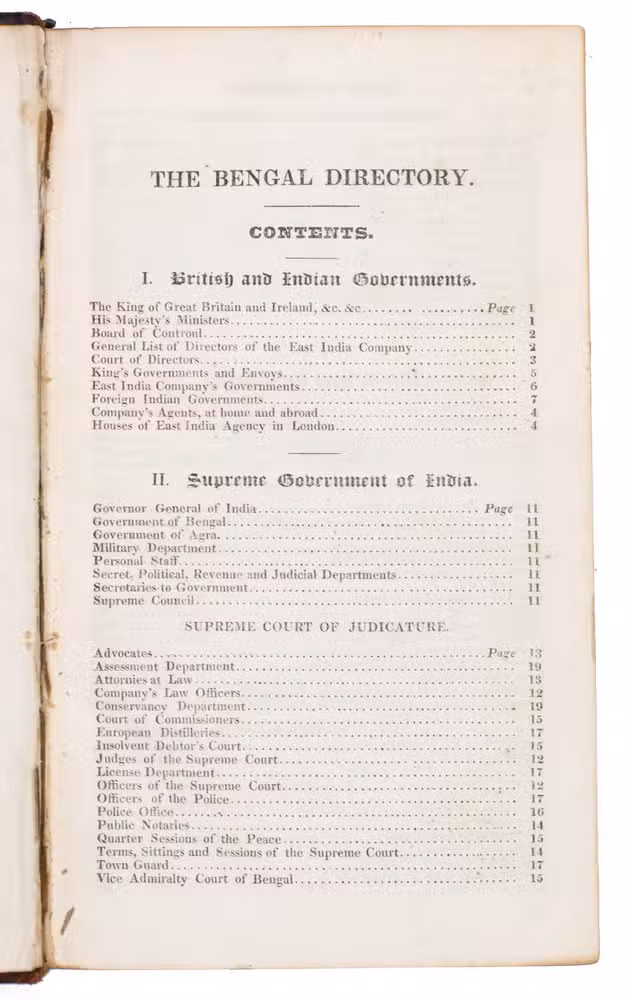 THE BENGAL DIRECTORY.
CONTENTS.
I. British and Indian Governments.
The King of Great Britain and Ireland, &c. &c. .................... Page 1
His Majesty's Ministers.................... 1
Board of Controul.................... 2
General List of Directors of the East India Company.................... 2
Court of Directors.................... 3
King's Governments and Envoys.................... 5
East India Company's Governments.................... 6
Foreign Indian Governments.................... 7
Company's Agents, at home and abroad.................... 4
Houses of East India Agency in London.................... 4
II. Supreme Government of India.
Governor General of India.................... Page 11
Government of Bengal.................... 11
Government of Agra.................... 11
Military Department.................... 11
Personal Staff.................... 11
Secret, Political, Revenue and Judicial Departments.................... 11
Secretaries to Government.................... 11
Supreme Council.................... 11
SUPREME COURT OF JUDICATURE.
Advocates.................... Page 13
Assessment Department.................... 19
Attornies at Law.................... 13
Company's Law Officers.................... 12
Conservancy Department.................... 19
Court of Commissioners.................... 15
European Distilleries.................... 17
Insolvent Debtor's Court.................... 15
Judges of the Supreme Court.................... 12
License Department.................... 17
Officers of the Supreme Court.................... 12
Officers of the Police.................... 17
Police Office.................... 16
Public Notaries.................... 14
Quarter Sessions of the Peace.................... 15
Terms, Sittings and Sessions of the Supreme Court.................... 14
Town Guard.................... 17
Vice Admiralty Court of Bengal.................... 15